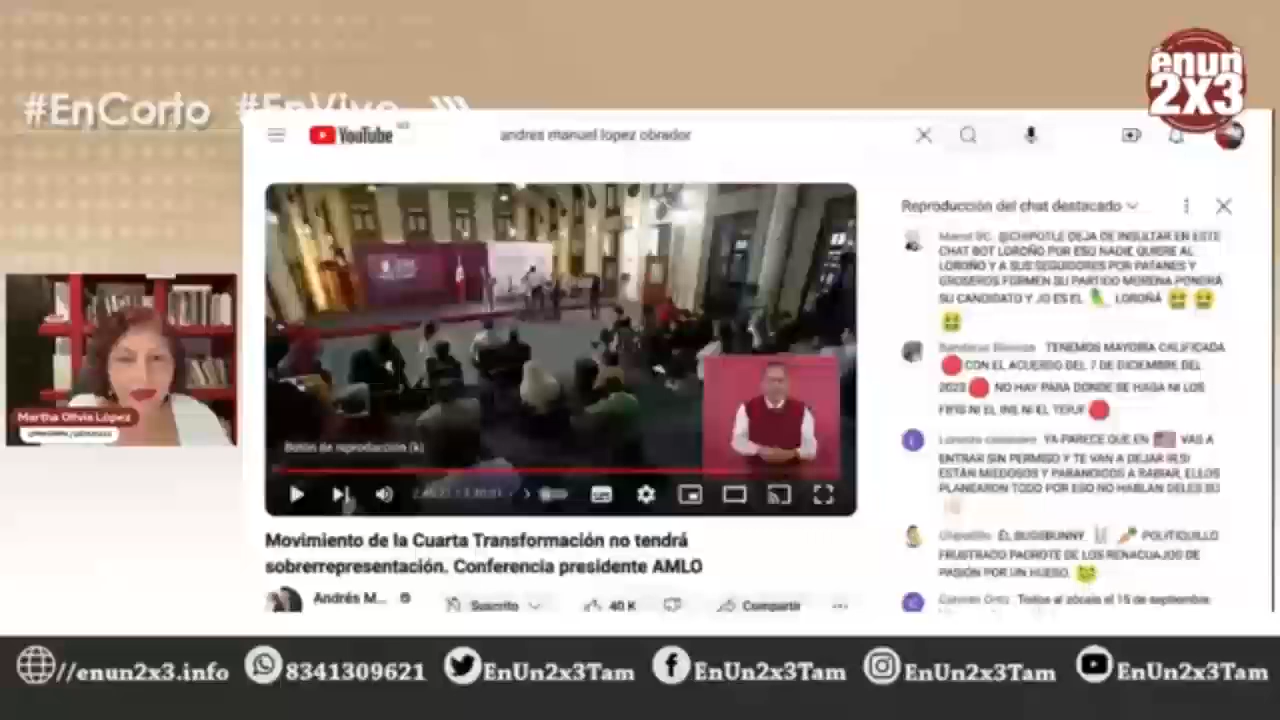 #EnCorto #EnVivo
enun
2x3
YouTube
andres manuel lopez obrador
Reproducción del chat destacado
@CHIPOTLE DEJA DE INSULTAR EN ESTE
CHAT BOT LOROÑO POR ESO NADIE QUIERE AL
LOROÑO Y A SUS SEGUIDORES POR PATANES Y
GROSEROS FORMEN SU PARTIDO MORENA PONDRÁ
SU CANDIDATO Y ¡O ES EL LOROÑA
TENEMOS MAYORÍA CALIFICADA
CON EL ACUERDO DEL 7 DE DICIEMBRE DEL
2023 NO HAY PARA DONDE SE HAGA NI LOS
FIFIS NI EL INE NI EL TEPJF
YA PARECE QUE EN VAS A
ENTRAR SIN PERMISO Y TE VAN A DEJAR IR,SI
ESTÁN MIEDOSOS Y PARANOICOS A RABIAR, ELLOS
PLANEARON TODO POR ESO NO HABLAN
EL BUGSBUNNY POLITIQUILLO
FRUSTRADO PADROTE DE LOS RENACUAJOS DE
PASIÓN POR UN HUESO.
Todos al zócalo el 15 de septiembre
Martha Olivia López
Botón de reproducción (k)
Movimiento de la Cuarta Transformación no tendrá
sobrerrepresentación. Conferencia presidente AMLO
Andrés M...
Suscrito
40 K
Compartir
//enun2x3.info
8341309621
EnUn2x3Tam
EnUn2x3Tam
EnUn2x3Tam
EnUn2x3Tam